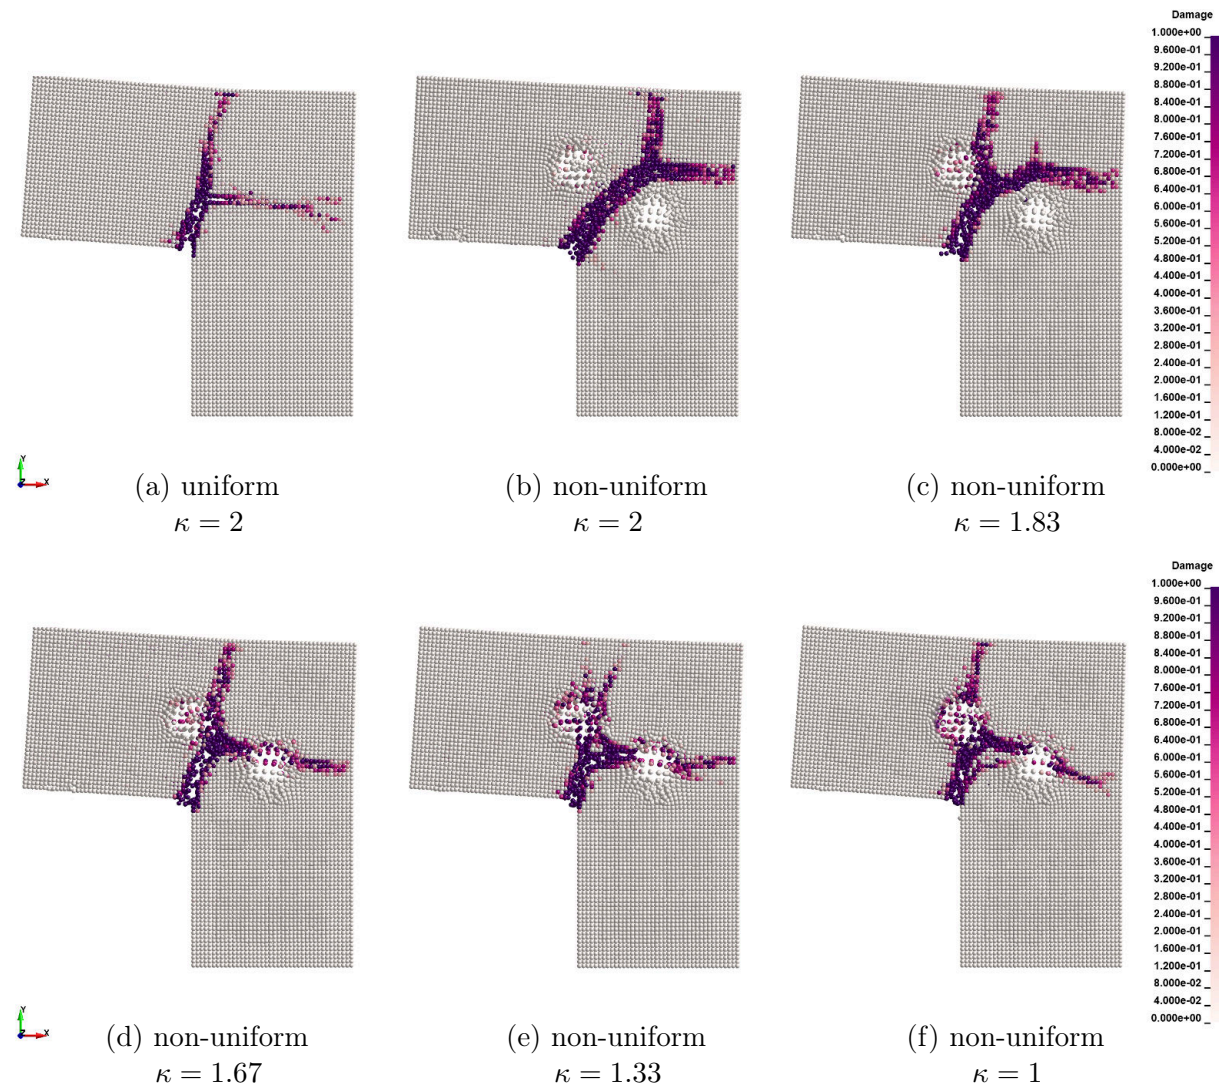 Damage
1.000e+00
9.600e-01
9.200e-01
8.800e-01
8.400e-01
8.000e-01
7.600e-01
7.200e-01
6.800e-01
6.400e-01
6.000e-01
5.600e-01
5.200e-01
4.800e-01
4.400e-01
4.000e-01
3.600e-01
3.200e-01
2.800e-01
2.400e-01
2.000e-01
1.600e-01
1.200e-01
8.000e-02
4.000e-02
0.000e+00
Y
Z X
(a) uniform
κ = 2
(b) non-uniform
κ = 2
(c) non-uniform
κ = 1.83
Damage
1.000e+00
9.600e-01
9.200e-01
8.800e-01
8.400e-01
8.000e-01
7.600e-01
7.200e-01
6.800e-01
6.400e-01
6.000e-01
5.600e-01
5.200e-01
4.800e-01
4.400e-01
4.000e-01
3.600e-01
3.200e-01
2.800e-01
2.400e-01
2.000e-01
1.600e-01
1.200e-01
8.000e-02
4.000e-02
0.000e+00
Y
Z X
(d) non-uniform
κ = 1.67
(e) non-uniform
κ = 1.33
(f) non-uniform
κ = 1